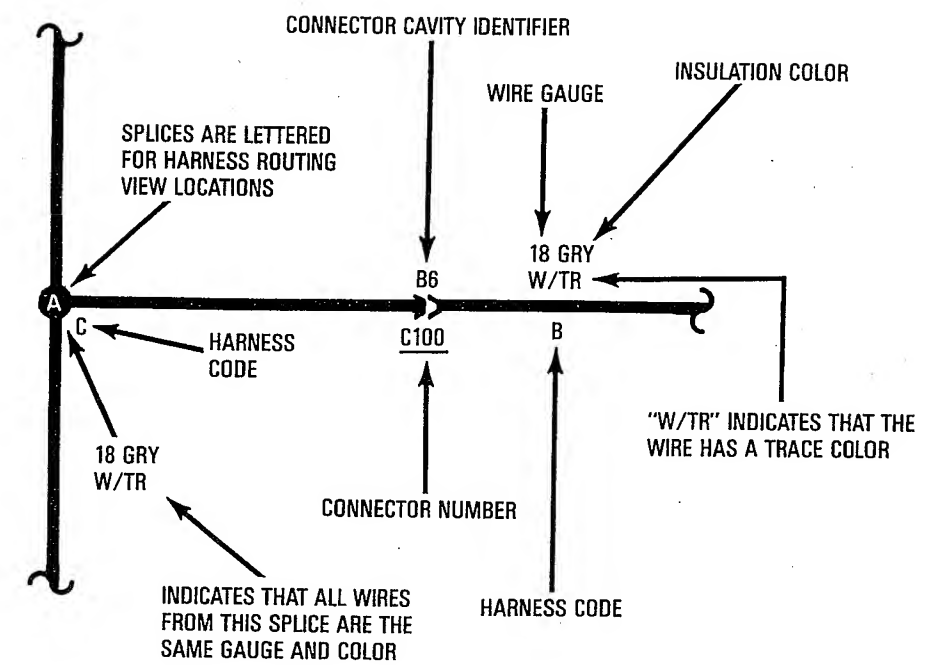 CONNECTOR CAVITY IDENTIFIER
INSULATION COLOR
WIRE GAUGE
SPLICES ARE LETTERED
FOR HARNESS ROUTING
VIEW LOCATIONS
18 GRY
W/TR
B6
A
C
HARNESS
CODE
C100
B
"W/TR" INDICATES THAT THE
WIRE HAS A TRACE COLOR
18 GRY
W/TR
CONNECTOR NUMBER
INDICATES THAT ALL WIRES
FROM THIS SPLICE ARE THE
SAME GAUGE AND COLOR
HARNESS CODE